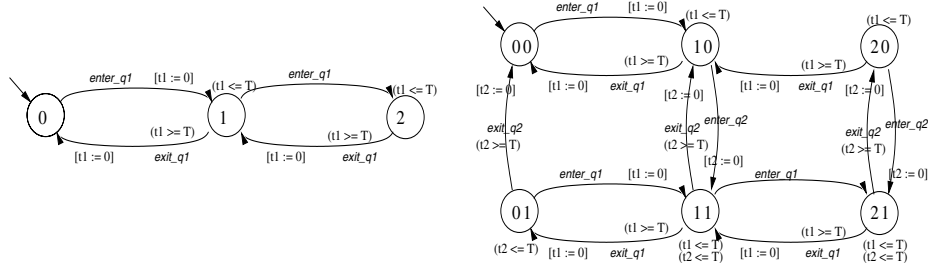 enter_q1 [t1 := 0] (t1 <= T) enter_q1 (t1 <= T)
0 1 2
(t1 >= T) (t1 >= T)
[t1 := 0] exit_q1 [t1 := 0] exit_q1
enter_q1 [t1 := 0] (t1 <= T) (t1 <= T)
00 10 20
(t1 >= T) (t1 >= T)
[t2 := 0] [t1 := 0] exit_q1 [t2 := 0] [t1 := 0] exit_q1 [t2 := 0]
exit_q2 exit_q2 enter_q2 exit_q2 enter_q2
(t2 >= T) (t2 >= T) (t2 >= T)
[t2 := 0] [t2 := 0]
enter_q1 [t1 := 0] enter_q1
01 11 21
(t1 >= T) (t1 >= T)
(t2 <= T) [t1 := 0] exit_q1 (t1 <= T) [t1 := 0] exit_q1 (t1 <= T)
(t2 <= T) (t2 <= T)